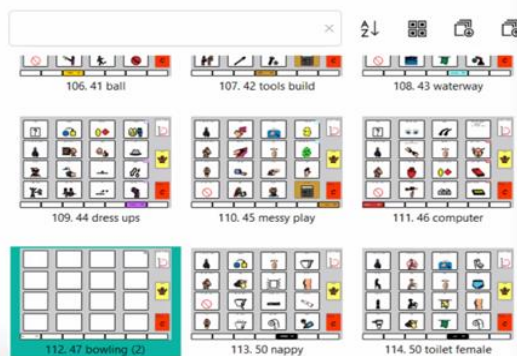 106. 41 ball
107. 42 tools build
108. 43 waterway
109. 44 dress ups
110. 45 messy play
111. 46 computer
112. 47 bowling (2)
113. 50 nappy
114. 50 toilet female